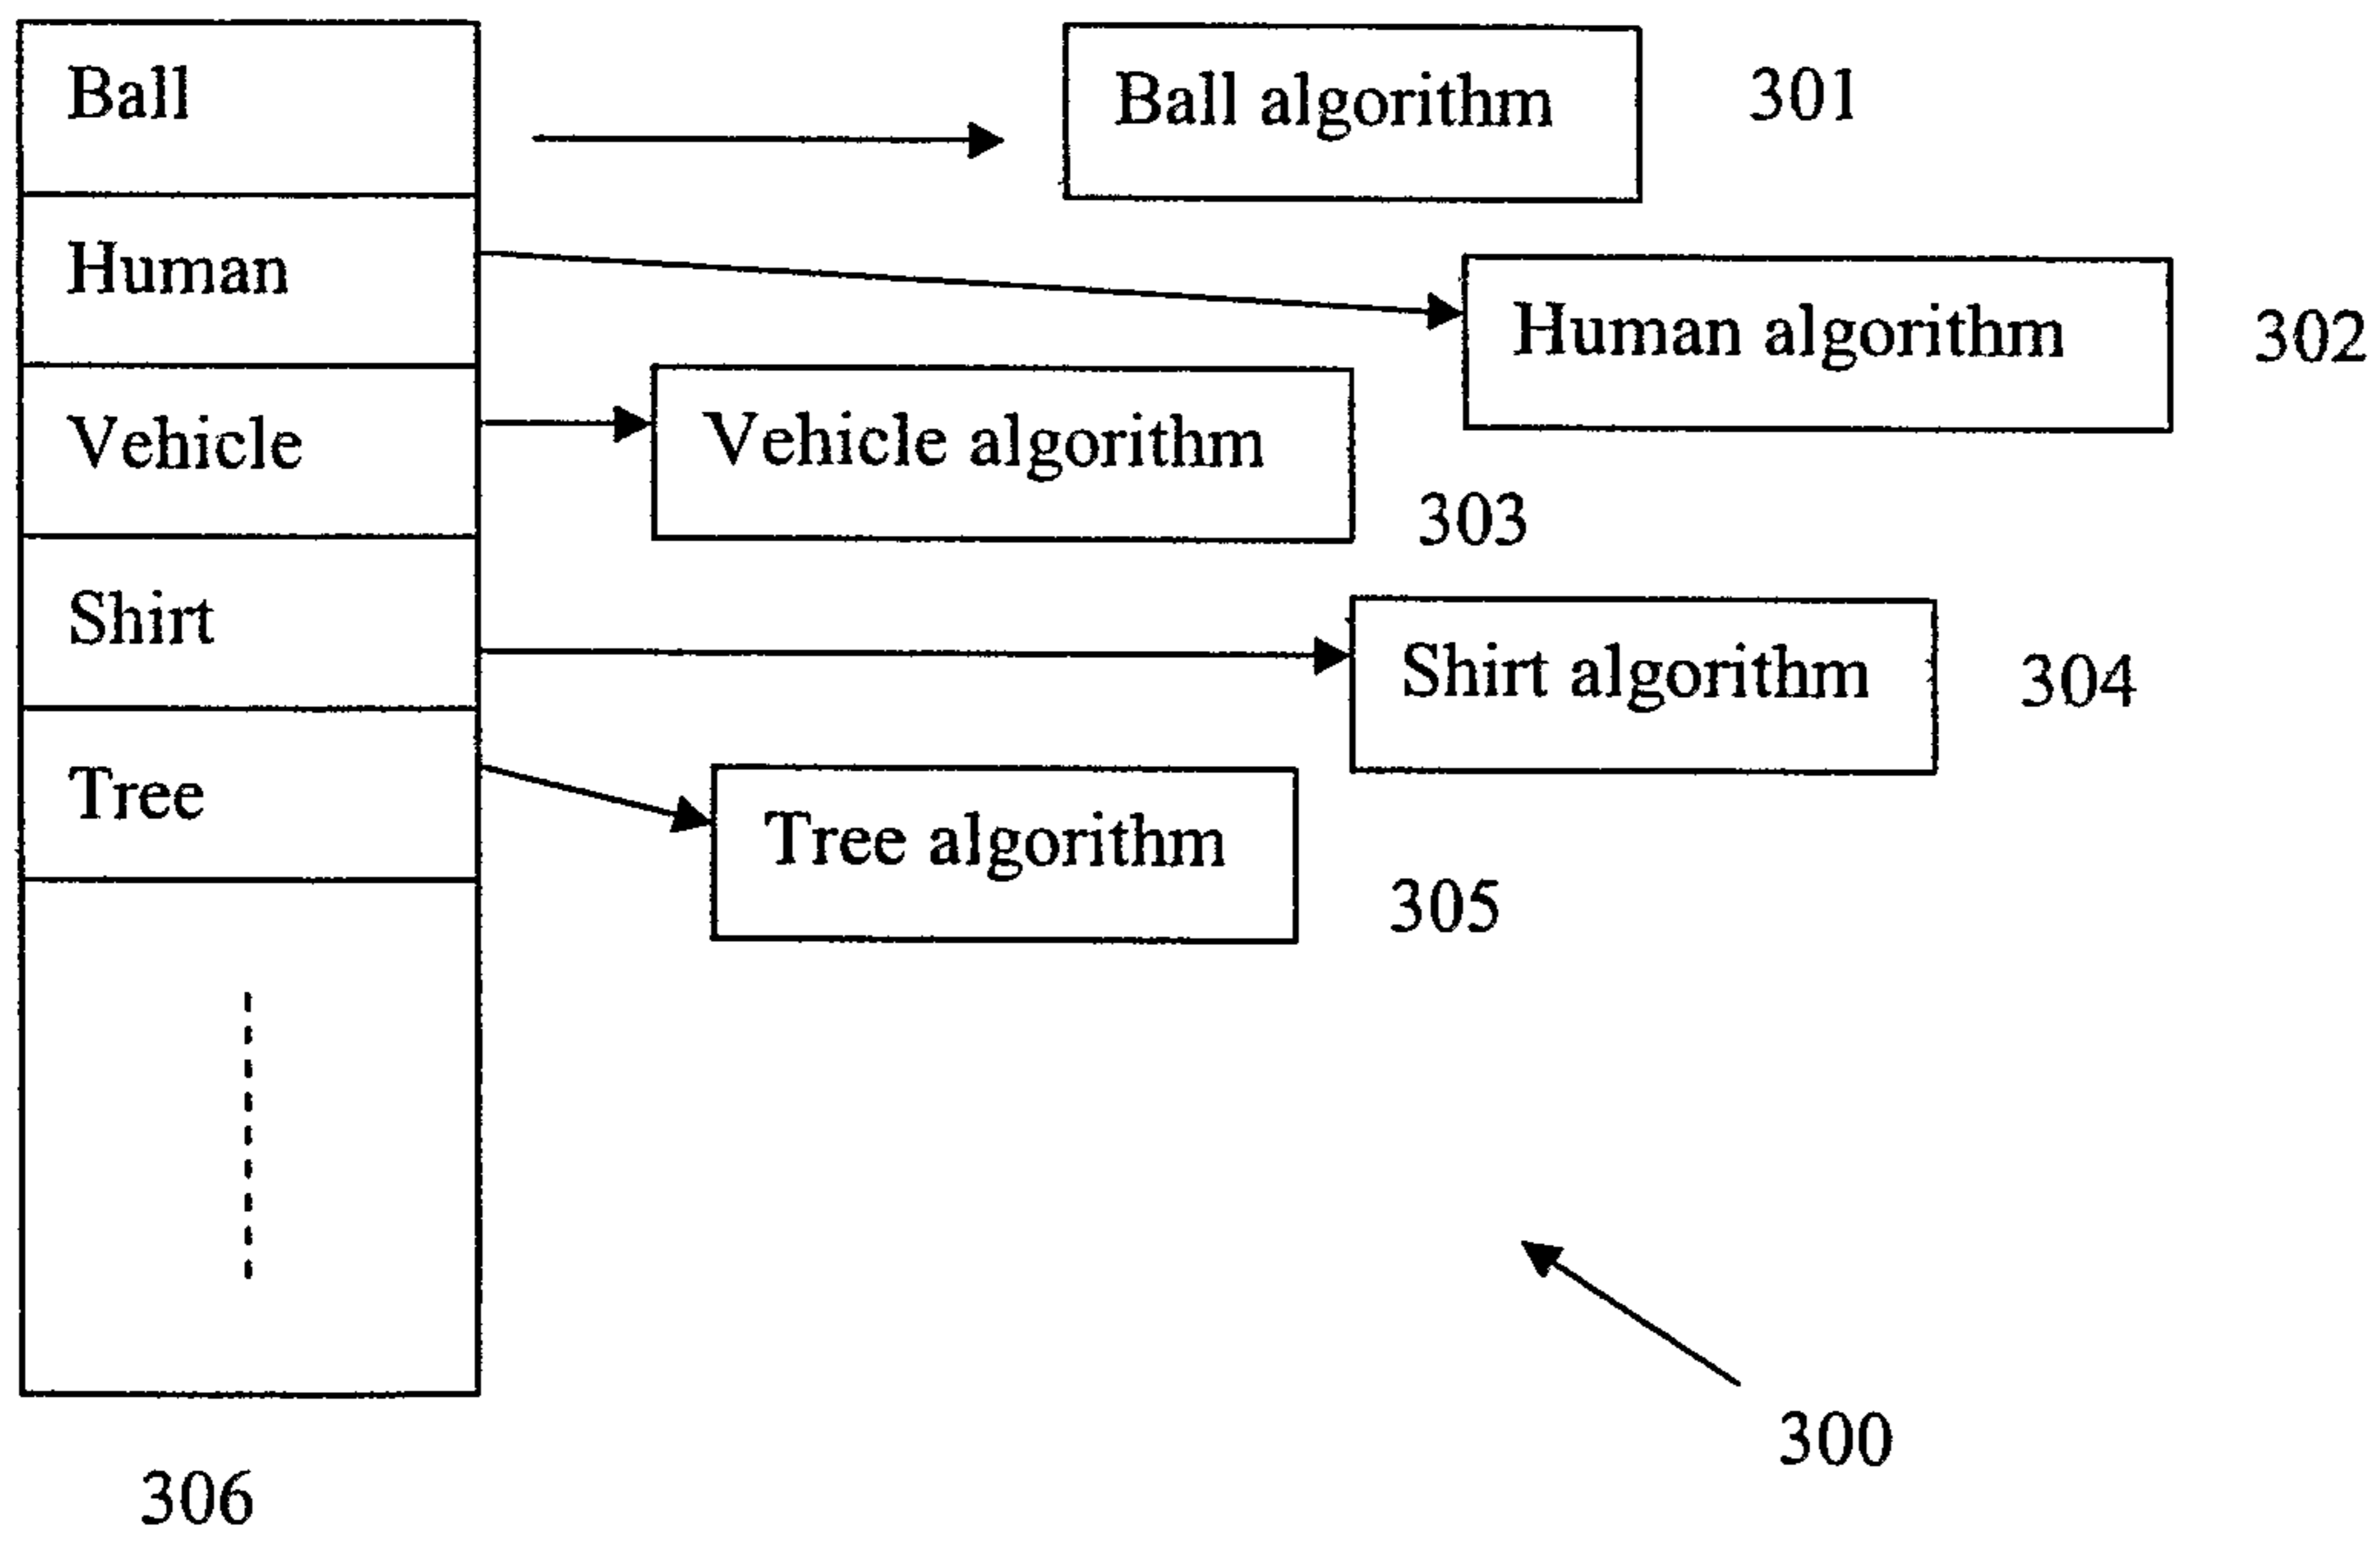 Ball
Ball algorithm
301
Human
Human algorithm
302
Vehicle
Vehicle algorithm
303
Shirt
Shirt algorithm
304
Tree
Tree algorithm
305
300
306